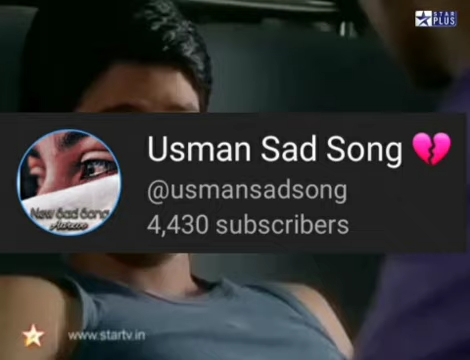 STAR
PLUS
Usman Sad Song 💔
@usmansadsong
4,430 subscribers
New Sad Song
www.startv.in